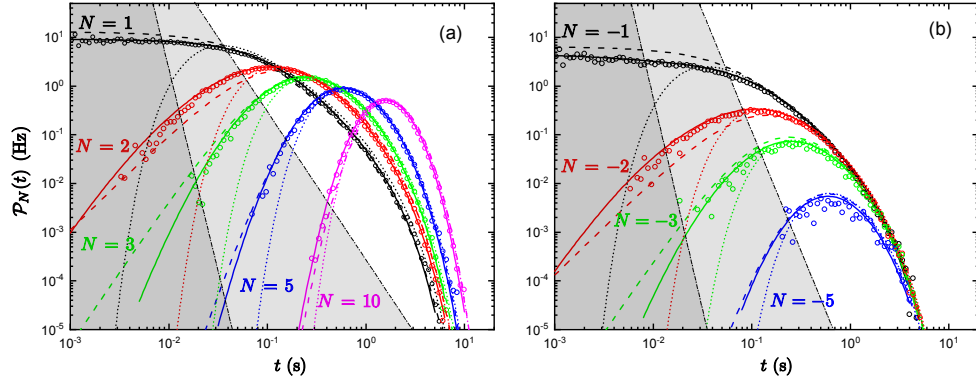 N = 1
(a)
N = 2
N = 3
N = 5
N = 10
10^1
10^0
10^-1
10^-2
10^-3
10^-4
10^-5
10^-3 10^-2 10^-1 10^0 10^1
𝒫_N(t) (Hz)
t (s)
N = −1
(b)
N = −2
N = −3
N = −5
10^1
10^0
10^-1
10^-2
10^-3
10^-4
10^-5
10^-3 10^-2 10^-1 10^0 10^1
t (s)